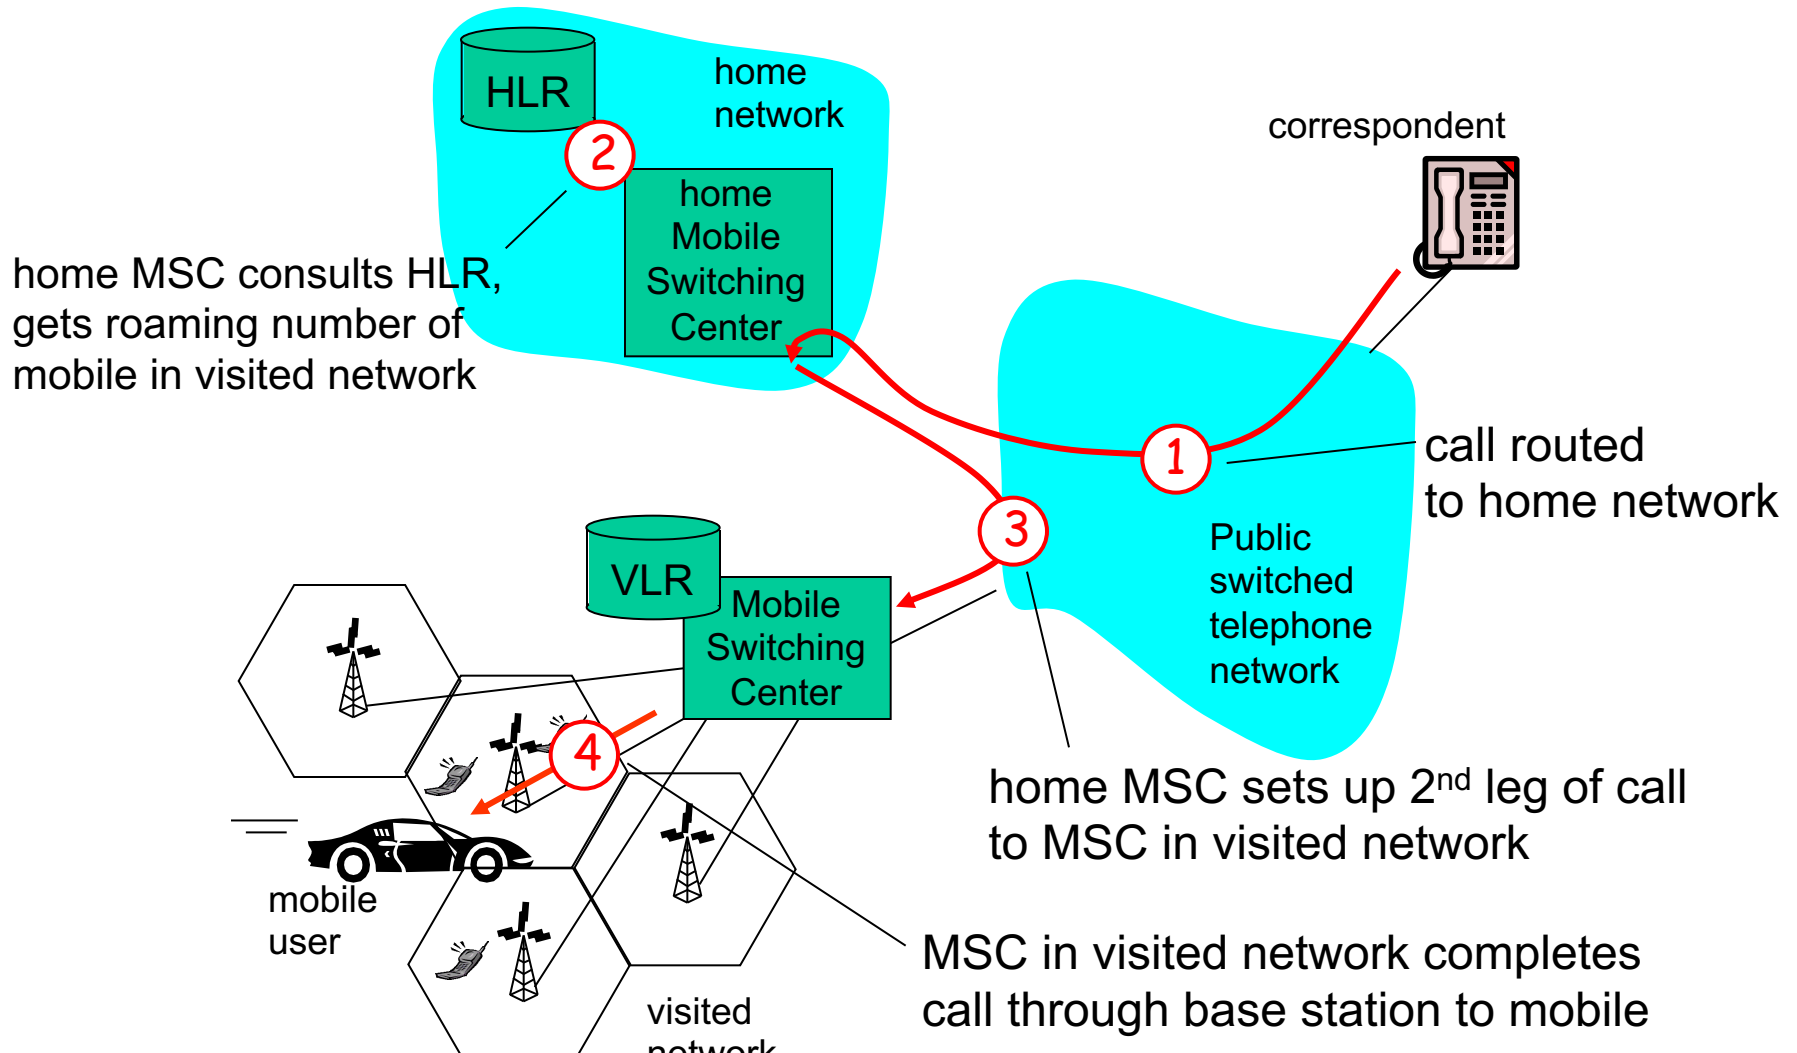 HLR
home
network
correspondent
2
home
Mobile
Switching
Center
home MSC consults HLR,
gets roaming number of
mobile in visited network
1
call routed
to home network
3
Public
switched
telephone
network
VLR
Mobile
Switching
Center
4
home MSC sets up 2nd leg of call
to MSC in visited network
mobile
user
MSC in visited network completes
call through base station to mobile
visited
network